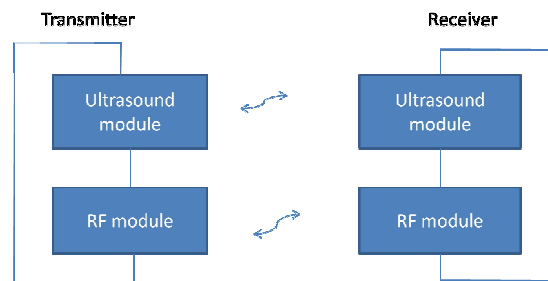 Transmitter
Receiver
Ultrasound
module
Ultrasound
module
RF module
RF module